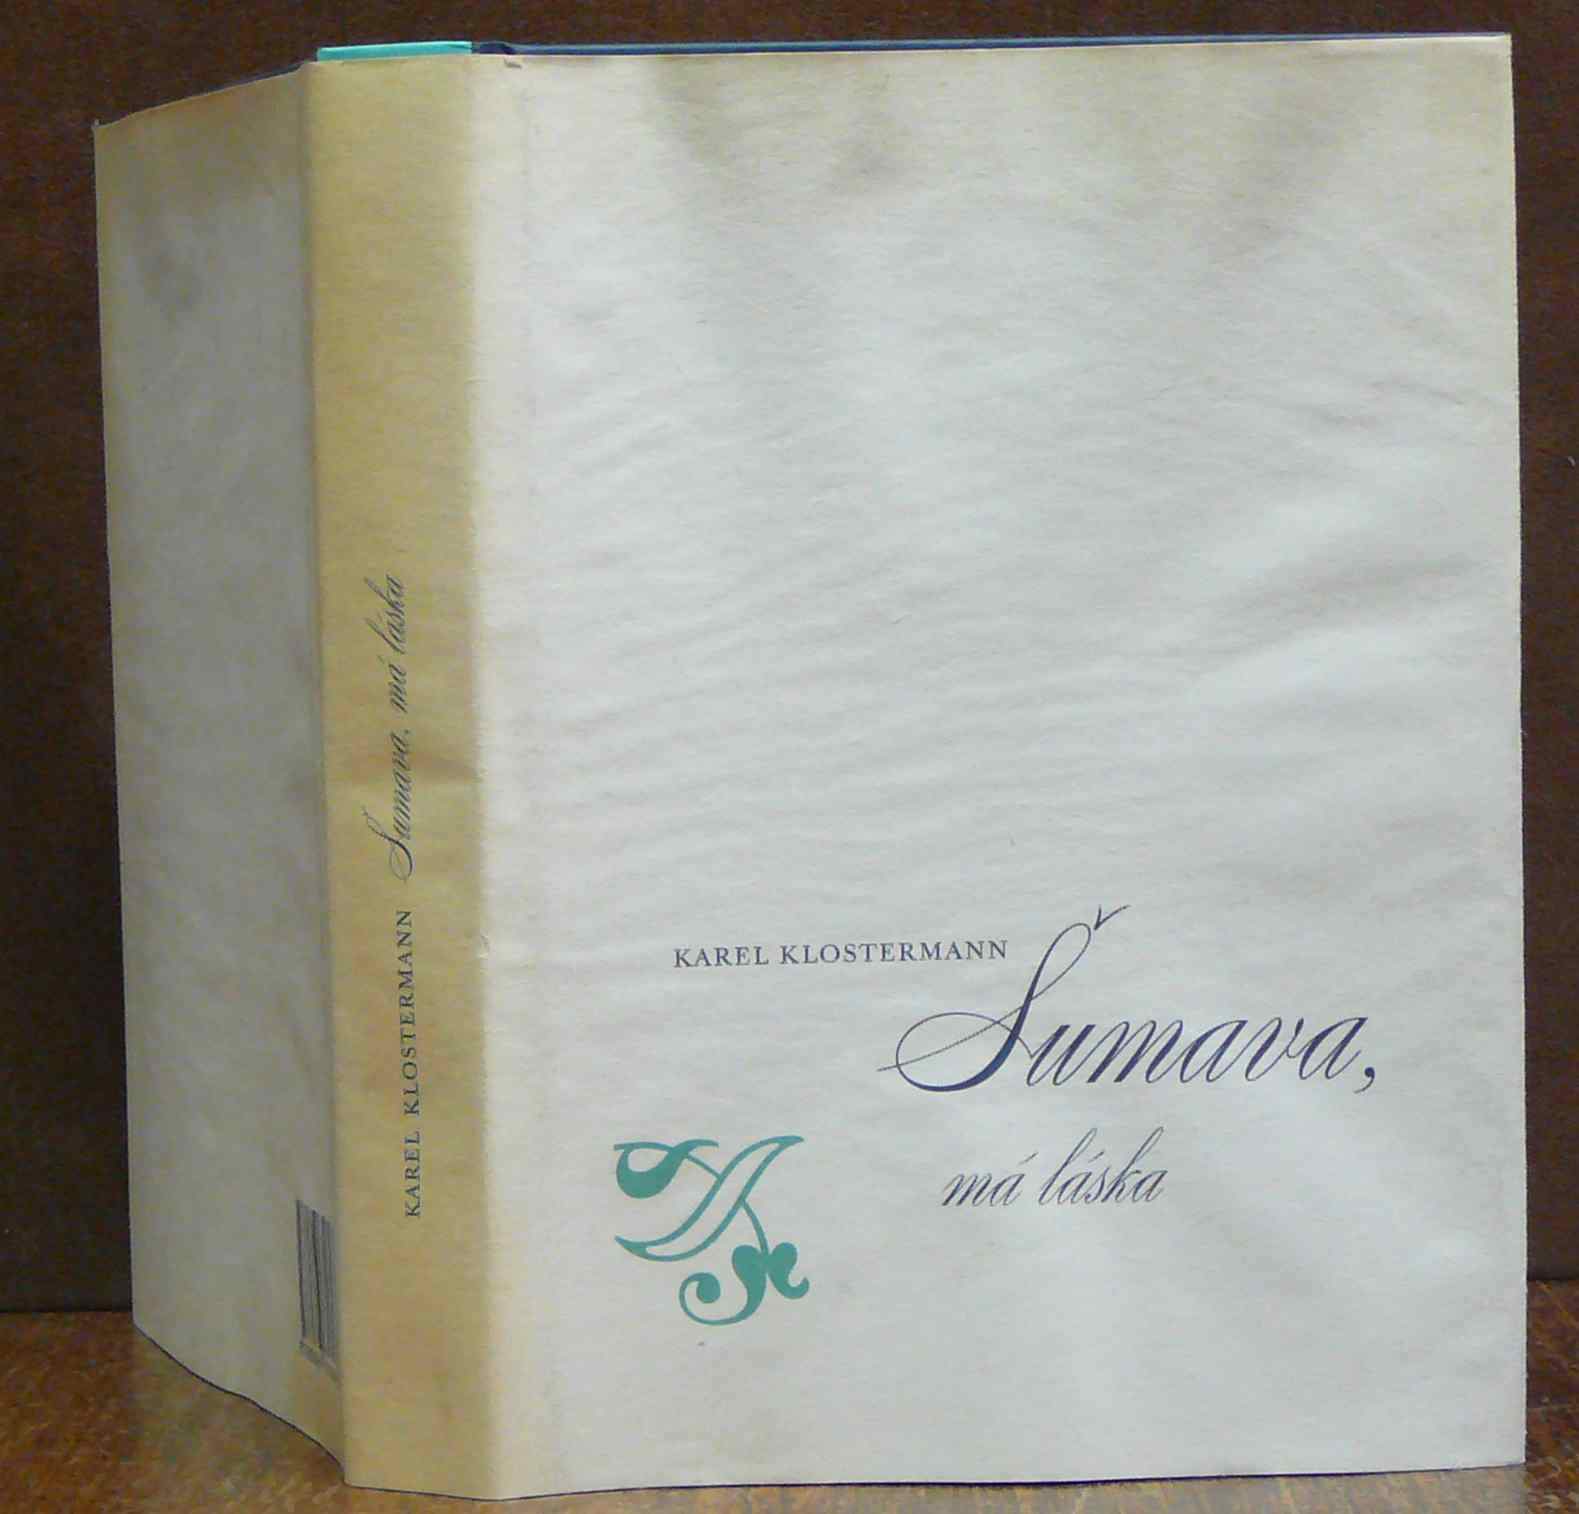 KAREL KLOSTERMANN Šumava, má láska
KAREL KLOSTERMANN
Šumava,
má láska